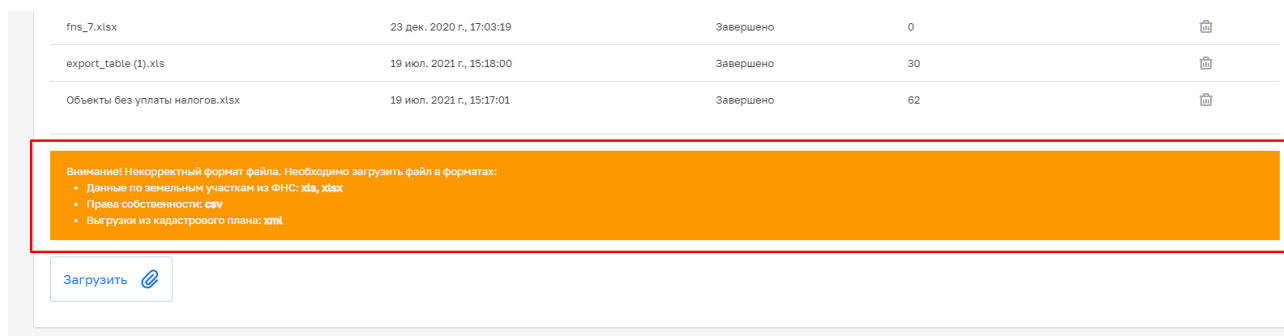 fns_7.xlsx 23 дек. 2020 г., 17:03:19 Завершено 0
export_table (1).xls 19 июл. 2021 г., 15:18:00 Завершено 30
Объекты без уплаты налогов.xlsx 19 июл. 2021 г., 15:17:01 Завершено 62
Внимание! Некорректный формат файла. Необходимо загрузить файл в форматах:
• Данные по земельным участкам из ФНС: xls, xlsx
• Права собственности: csv
• Выгрузки из кадастрового плана: xml
Загрузить